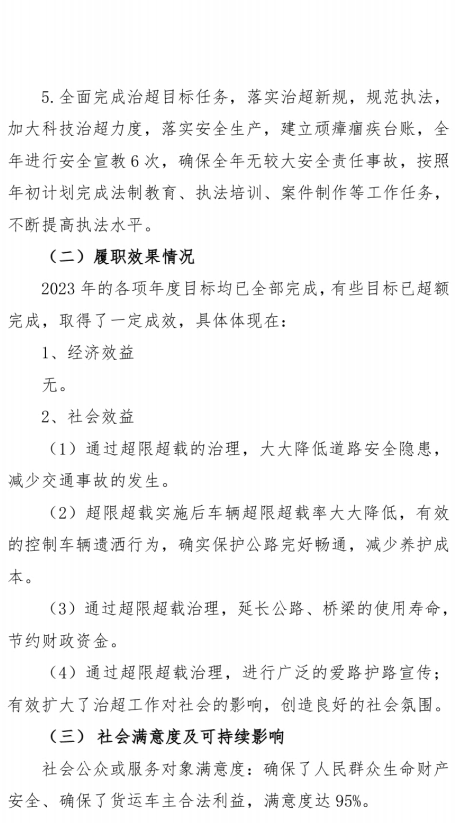 5.全面完成治超目标任务，落实治超新规，规范执法，
加大科技治超力度，落实安全生产，建立顽瘴痼疾台账，全
年进行安全宣教 6 次，确保全年无较大安全责任事故，按照
年初计划完成法制教育、执法培训、案件制作等工作任务，
不断提高执法水平。
（二）履职效果情况
2023 年的各项年度目标均已全部完成，有些目标已超额
完成，取得了一定成效，具体体现在：
1、经济效益
无。
2、社会效益
（1）通过超限超载的治理，大大降低道路安全隐患，
减少交通事故的发生。
（2）超限超载实施后车辆超限超载率大大降低，有效
的控制车辆遗洒行为，确实保护公路完好畅通，减少养护成
本。
（3）通过超限超载治理，延长公路、桥梁的使用寿命，
节约财政资金。
（4）通过超限超载治理，进行广泛的爱路护路宣传；
有效扩大了治超工作对社会的影响，创造良好的社会氛围。
（三） 社会满意度及可持续影响
社会公众或服务对象满意度：确保了人民群众生命财产
安全、确保了货运车主合法利益，满意度达 95%。